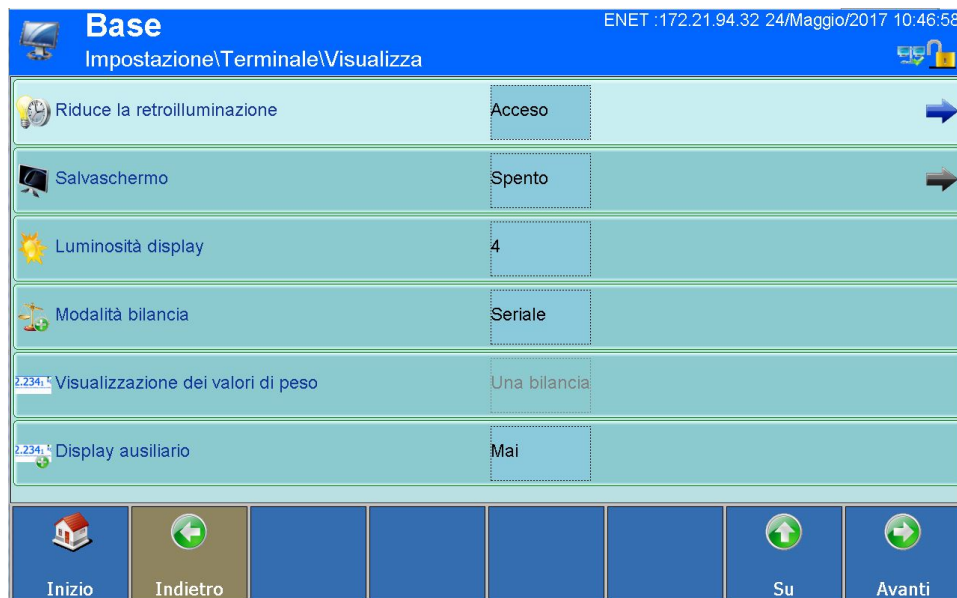 Base
ENET :172.21.94.32 24/Maggio/2017 10:46:58
Impostazione\Terminale\Visualizza
Riduce la retroilluminazione Acceso
Salvaschermo Spento
Luminosità display 4
Modalità bilancia Seriale
Visualizzazione dei valori di peso Una bilancia
Display ausiliario Mai
Inizio Indietro Su Avanti